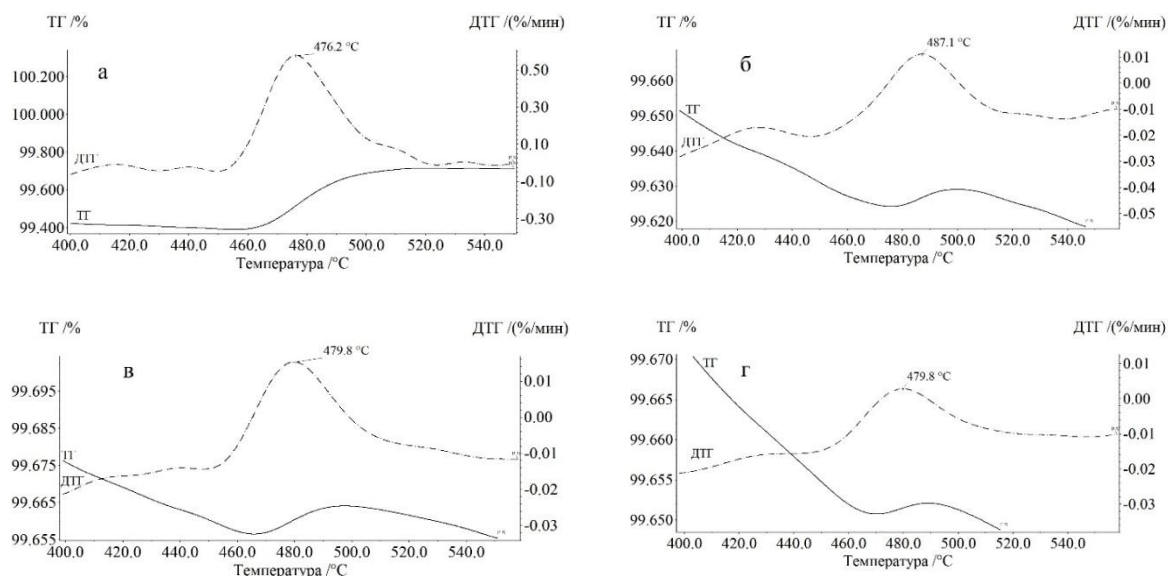 ТГ /%
ДТГ /(%/мин)
а
476.2 °C
100.200
100.000
99.800
99.600
99.400
0.50
0.30
0.10
-0.10
-0.30
ДТГ
ТГ
400.0 420.0 440.0 460.0 480.0 500.0 520.0 540.0
Температура /°C
ТГ /%
ДТГ /(%/мин)
б
487.1 °C
99.660
99.650
99.640
99.630
99.620
0.01
0.00
-0.01
-0.02
-0.03
-0.04
-0.05
ТГ
ДТГ
400.0 420.0 440.0 460.0 480.0 500.0 520.0 540.0
Температура /°C
ТГ /%
ДТГ /(%/мин)
в
479.8 °C
99.695
99.685
99.675
99.665
99.655
0.01
0.00
-0.01
-0.02
-0.03
ТГ
ДТГ
400.0 420.0 440.0 460.0 480.0 500.0 520.0 540.0
Температура /°C
ТГ /%
ДТГ /(%/мин)
г
479.8 °C
99.670
99.665
99.660
99.655
99.650
0.01
0.00
-0.01
-0.02
-0.03
ТГ
ДТГ
400.0 420.0 440.0 460.0 480.0 500.0 520.0 540.0
Температура /°C